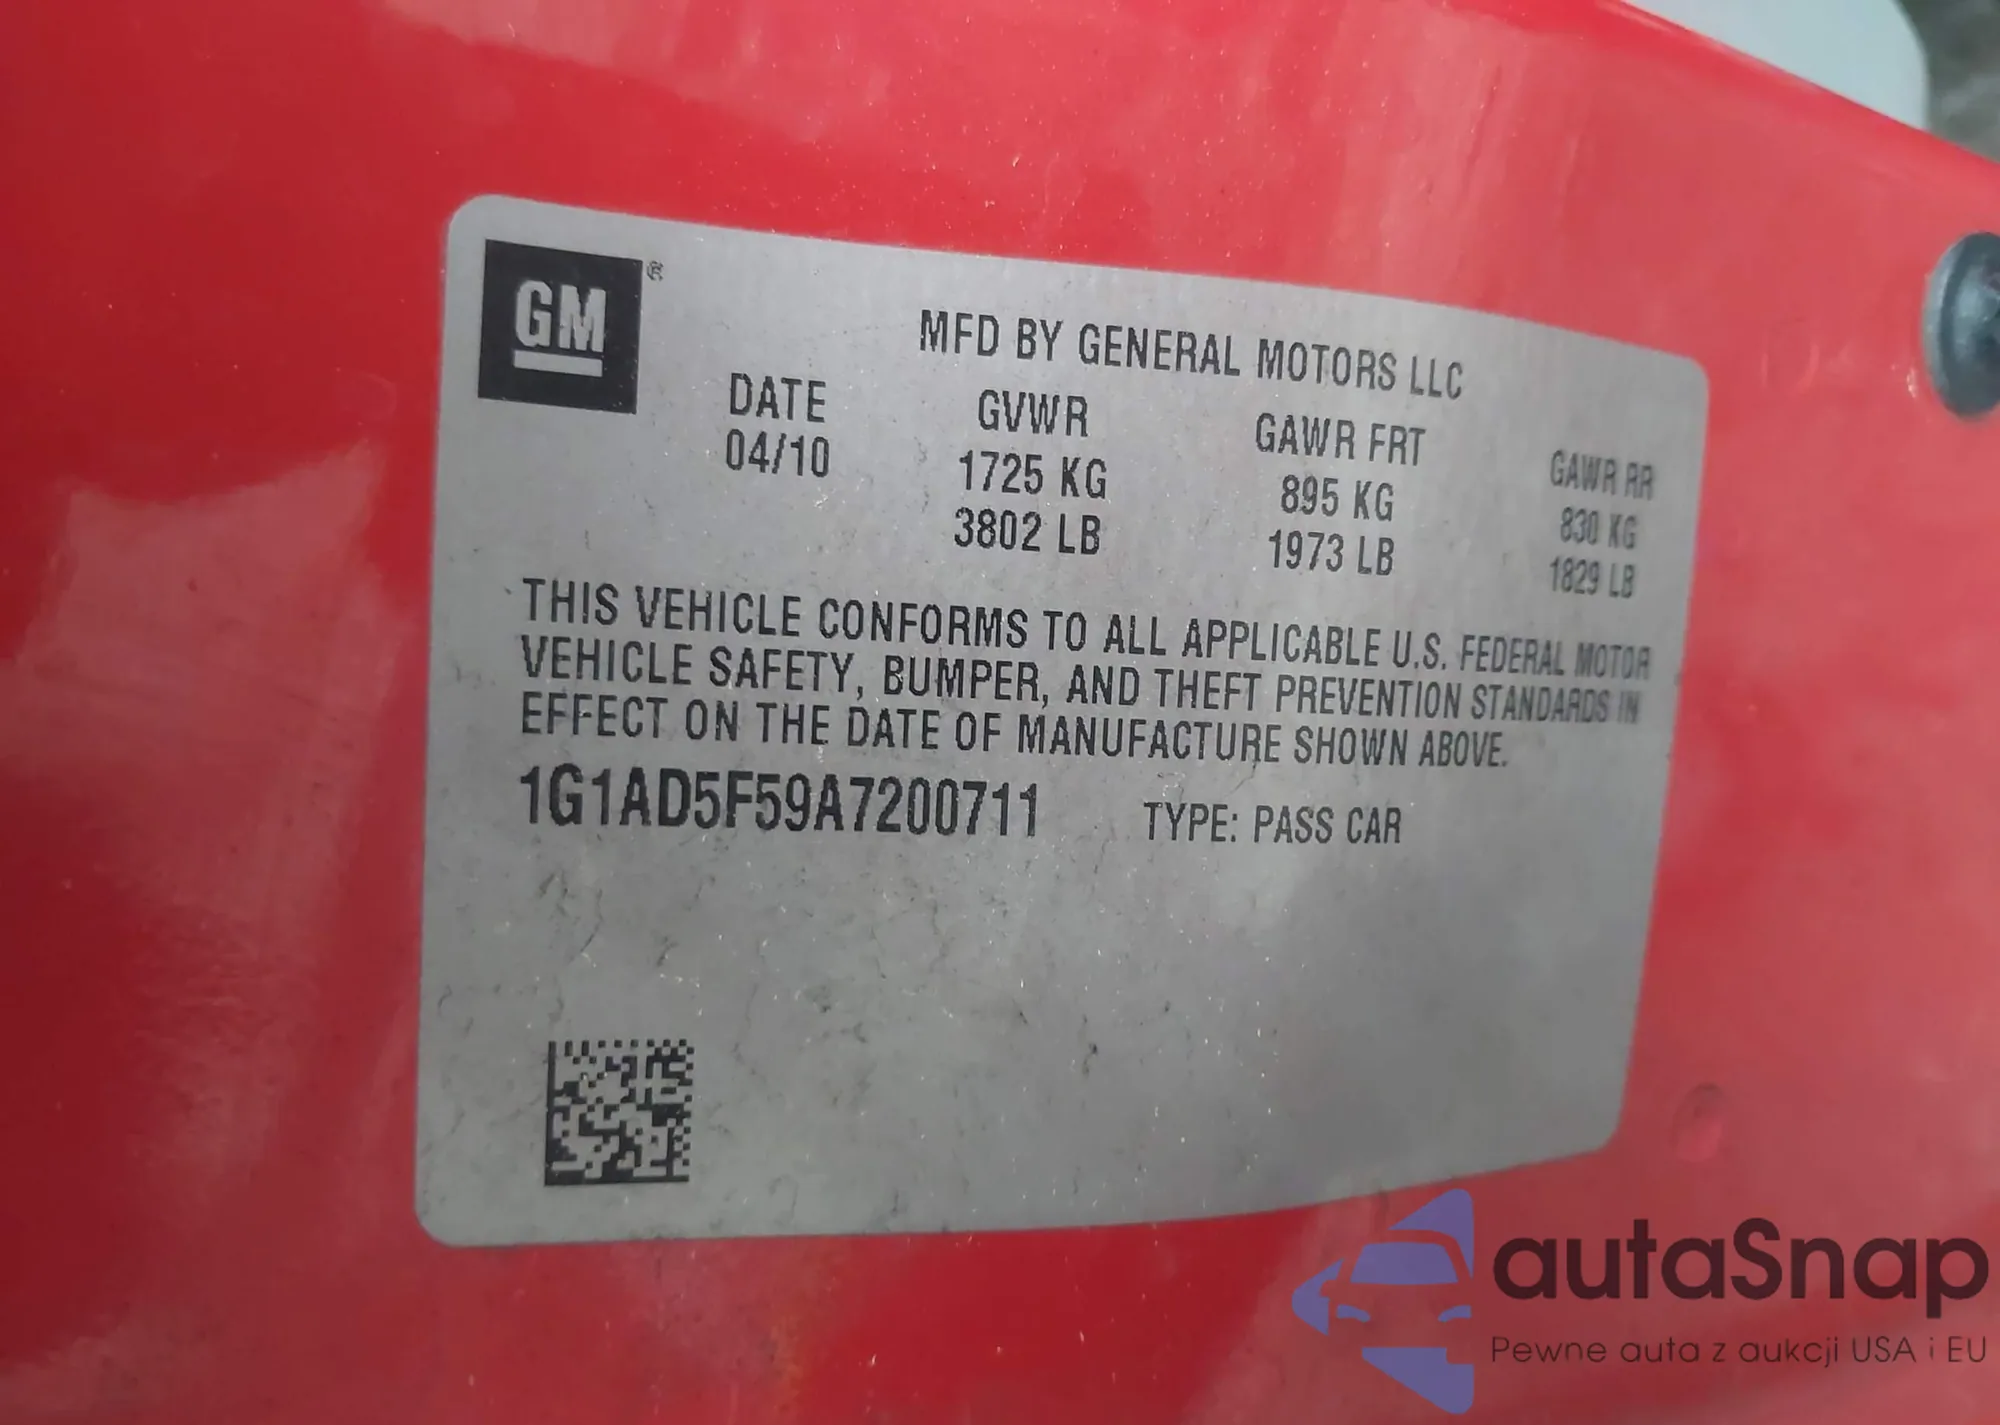 GM ®
MFD BY GENERAL MOTORS LLC
DATE GVWR GAWR FRT GAWR RR
04/10 1725 KG 895 KG 830 KG
3802 LB 1973 LB 1829 LB
THIS VEHICLE CONFORMS TO ALL APPLICABLE U.S. FEDERAL MOTOR
VEHICLE SAFETY, BUMPER, AND THEFT PREVENTION STANDARDS IN
EFFECT ON THE DATE OF MANUFACTURE SHOWN ABOVE.
1G1AD5F59A7200711 TYPE: PASS CAR
autaSnap
Pewne auta z aukcji USA i EU